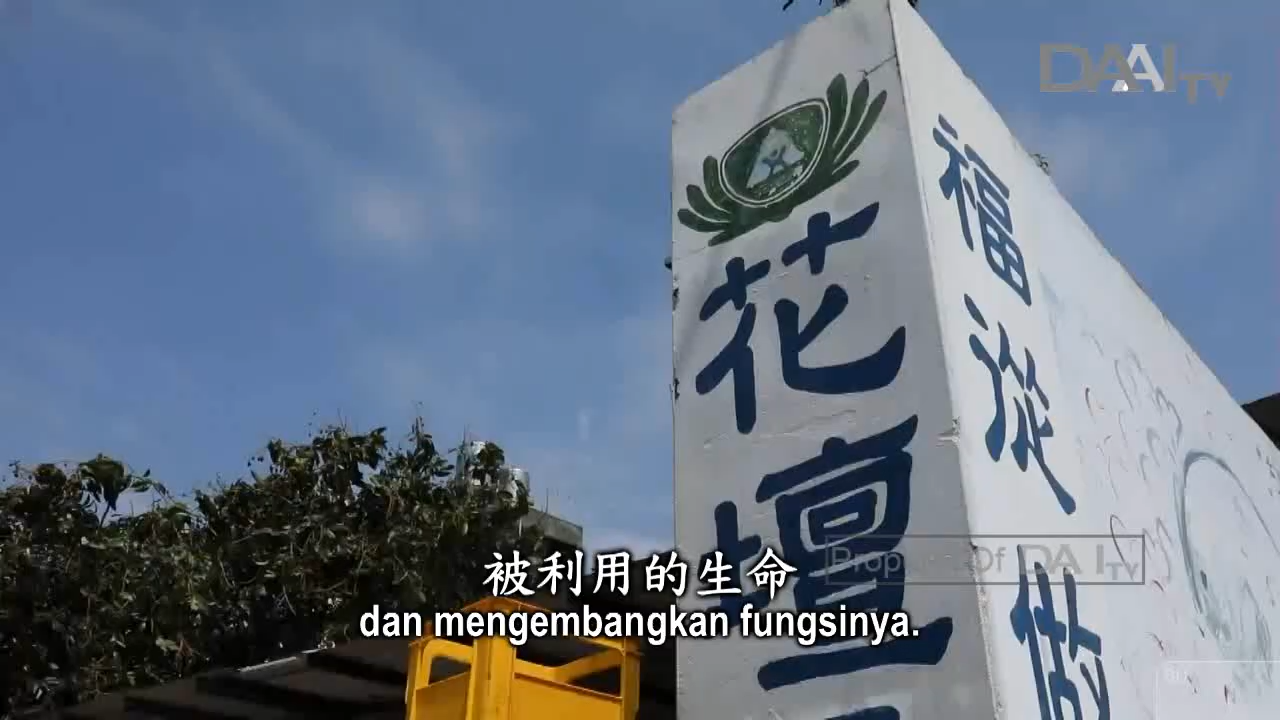 DAAI TV
花壇
福從做
被利用的生命
dan mengembangkan fungsinya.
Property Of DAAI TV